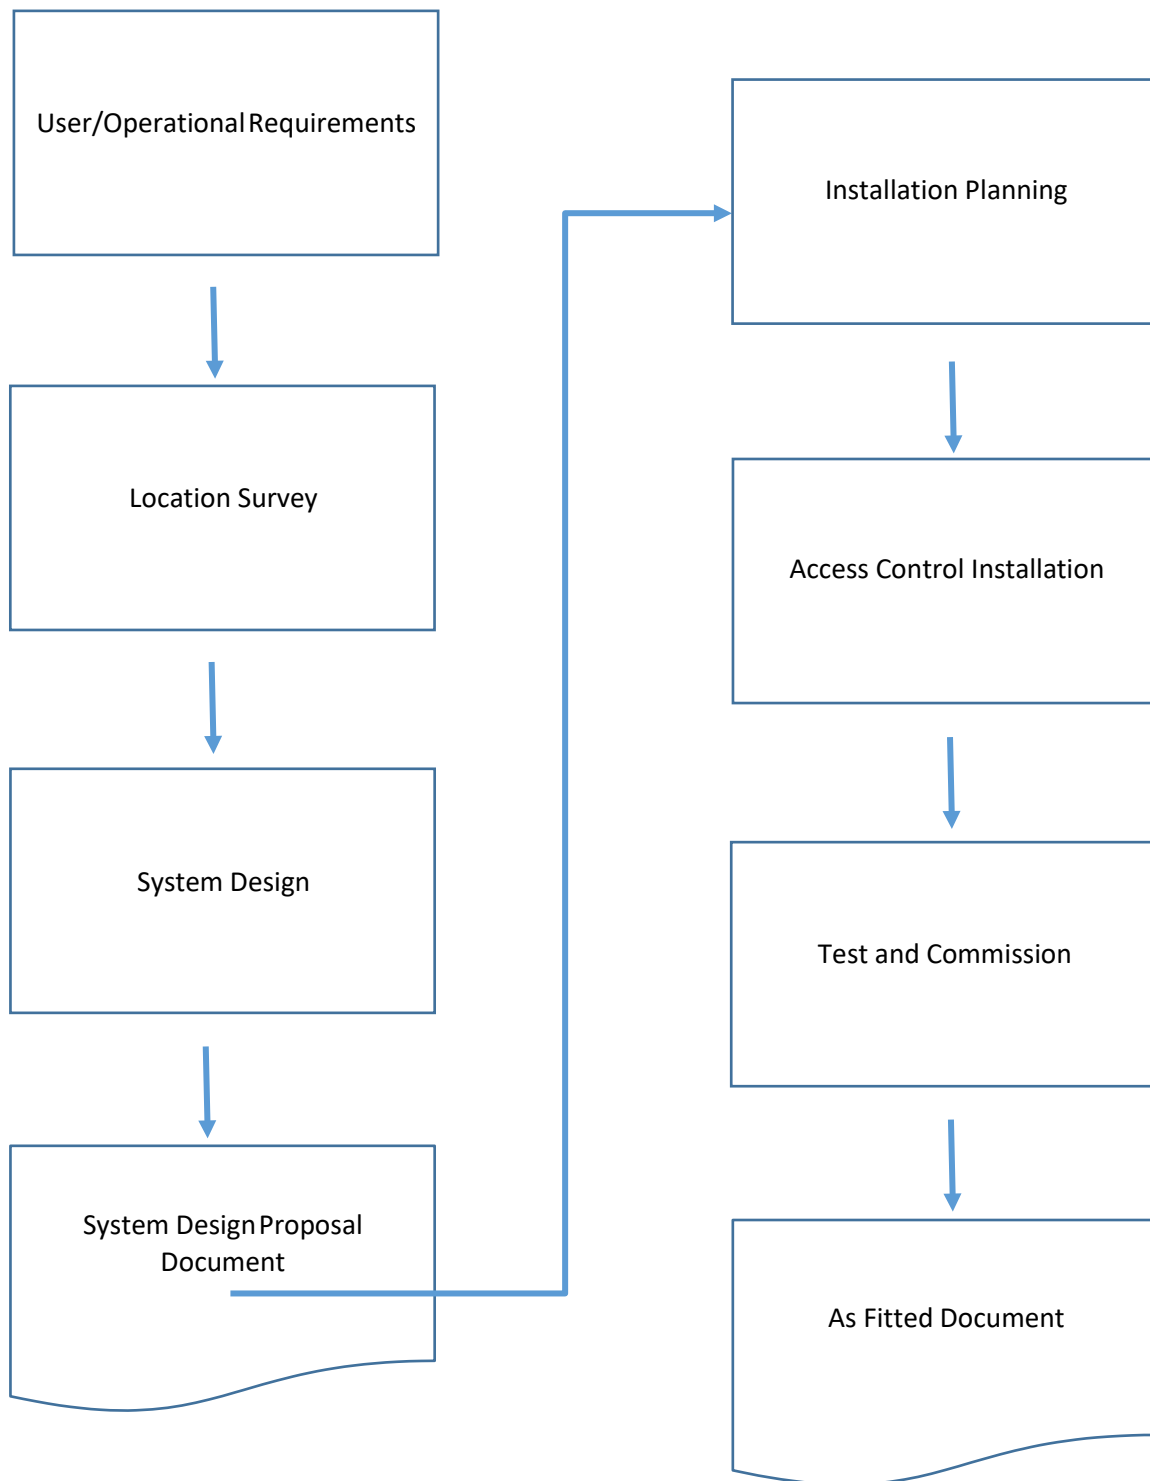 User/Operational Requirements
Location Survey
System Design
System Design Proposal
Document
Installation Planning
Access Control Installation
Test and Commission
As Fitted Document